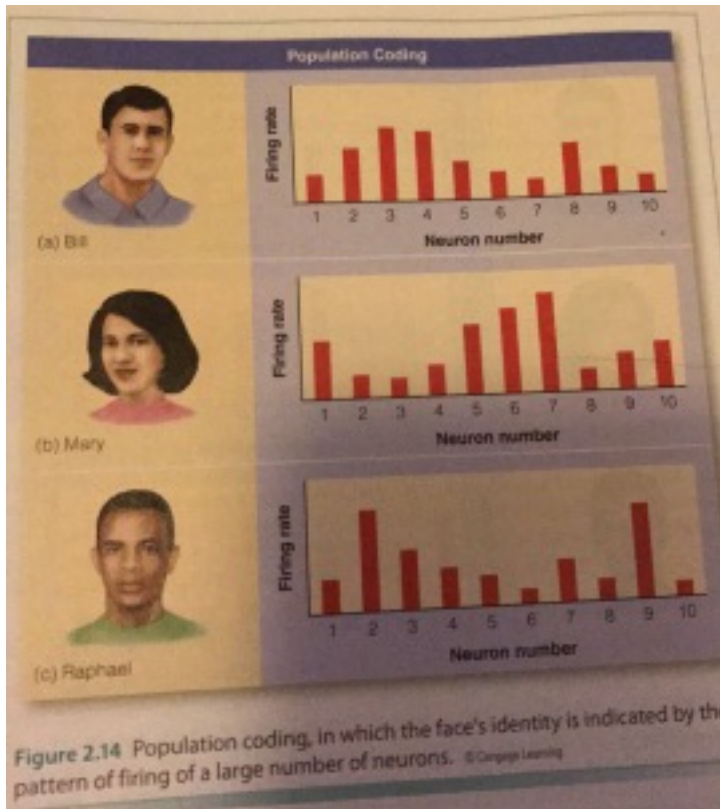 Population Coding
Firing rate
1 2 3 4 5 6 7 8 9 10
Neuron number
(a) Bill
Firing rate
1 2 3 4 5 6 7 8 9 10
Neuron number
(b) Mary
Firing rate
1 2 3 4 5 6 7 8 9 10
Neuron number
(c) Raphael
Figure 2.14 Population coding, in which the face's identity is indicated by the
pattern of firing of a large number of neurons. © Cengage Learning